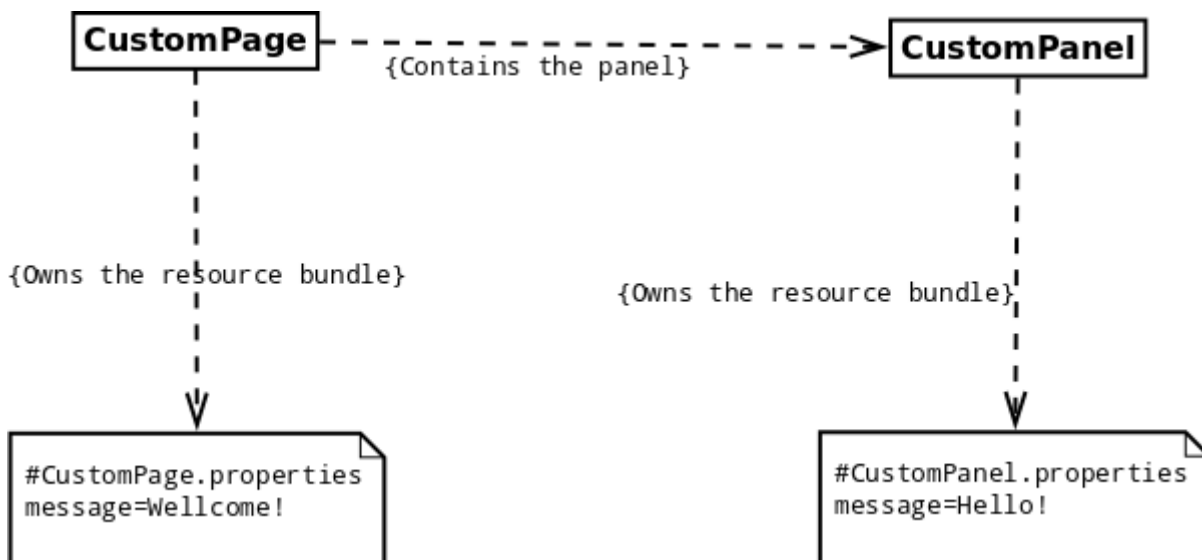 CustomPage
{Contains the panel}
CustomPanel
{Owns the resource bundle}
{Owns the resource bundle}
#CustomPage.properties
message=Wellcome!
#CustomPanel.properties
message=Hello!